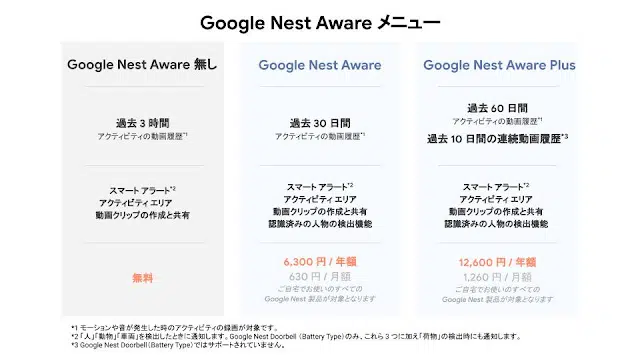 Google Nest Aware メニュー
Google Nest Aware 無し
過去 3 時間
アクティビティの動画履歴*1
スマート アラート*2
アクティビティ エリア
動画クリップの作成と共有
無料
Google Nest Aware
過去 30 日間
アクティビティの動画履歴*1
スマート アラート*2
アクティビティ エリア
動画クリップの作成と共有
認識済みの人物の検出機能
6,300 円 / 年額
630 円 / 月額
ご自宅でお使いのすべての
Google Nest 製品が対象となります
Google Nest Aware Plus
過去 60 日間
アクティビティの動画履歴*1
過去 10 日間の連続動画履歴*3
スマート アラート*2
アクティビティ エリア
動画クリップの作成と共有
認識済みの人物の検出機能
12,600 円 / 年額
1,260 円 / 月額
ご自宅でお使いのすべての
Google Nest 製品が対象となります
*1 モーションや音が発生した時のアクティビティの録画が対象です。
*2 「人」「動物」「車両」を検出したときに通知します。Google Nest Doorbell （Battery Type）のみ、これら 3 つに加え「荷物」の検出時にも通知します。
*3 Google Nest Doorbell（Battery Type）ではサポートされていません。